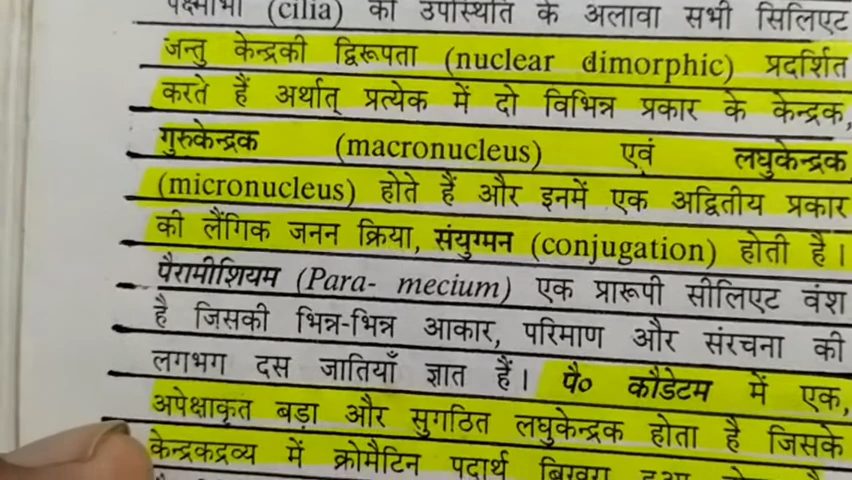 पक्ष्माभों (cilia) की उपस्थिति के अलावा सभी सिलिएट
जन्तु केन्द्रकी द्विरूपता (nuclear dimorphic) प्रदर्शित
करते हैं अर्थात् प्रत्येक में दो विभिन्न प्रकार के केन्द्रक,
गुरुकेन्द्रक (macronucleus) एवं लघुकेन्द्रक
(micronucleus) होते हैं और इनमें एक अद्वितीय प्रकार
की लैंगिक जनन क्रिया, संयुग्मन (conjugation) होती है।
पैरामीशियम (Para- mecium) एक प्रारूपी सीलिएट वंश
है जिसकी भिन्न-भिन्न आकार, परिमाण और संरचना की
लगभग दस जातियाँ ज्ञात हैं। पै० कौडेटम में एक,
अपेक्षाकृत बड़ा और सुगठित लघुकेन्द्रक होता है जिसके
केन्द्रकद्रव्य में क्रोमैटिन पदार्थ बिखरा हुआ